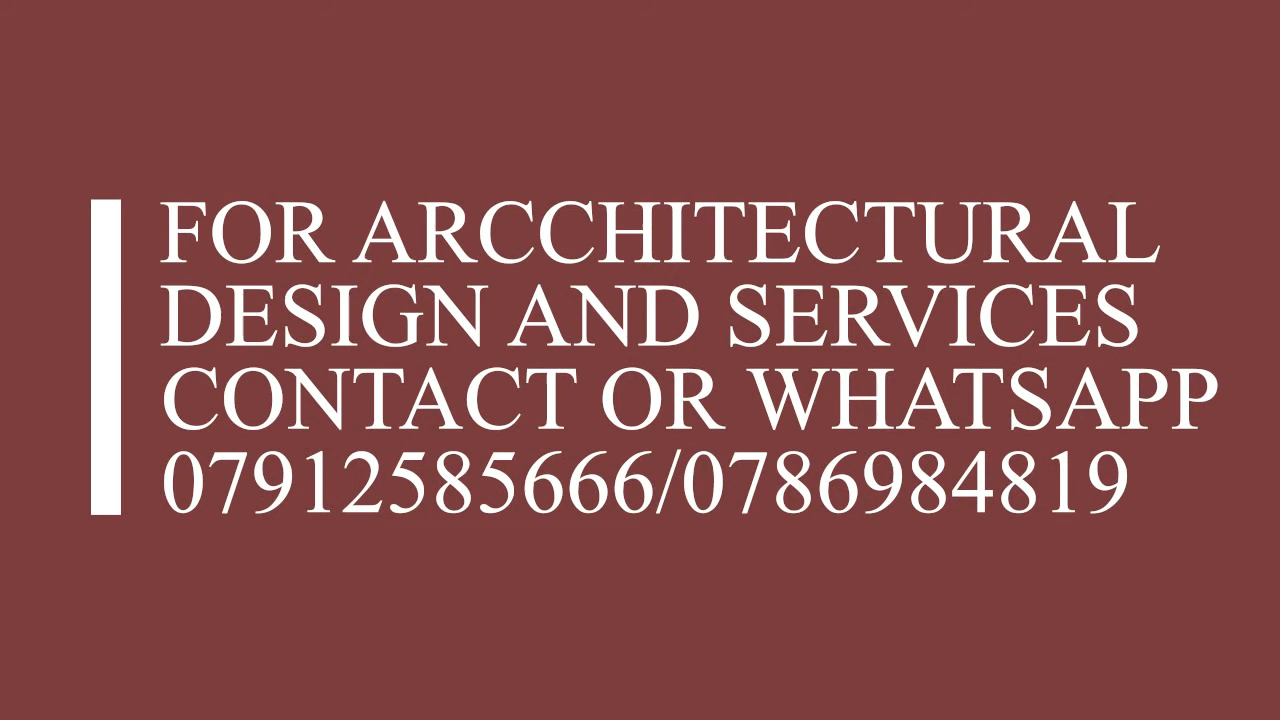 FOR ARCCHITECTURAL
DESIGN AND SERVICES
CONTACT OR WHATSAPP
07912585666/0786984819